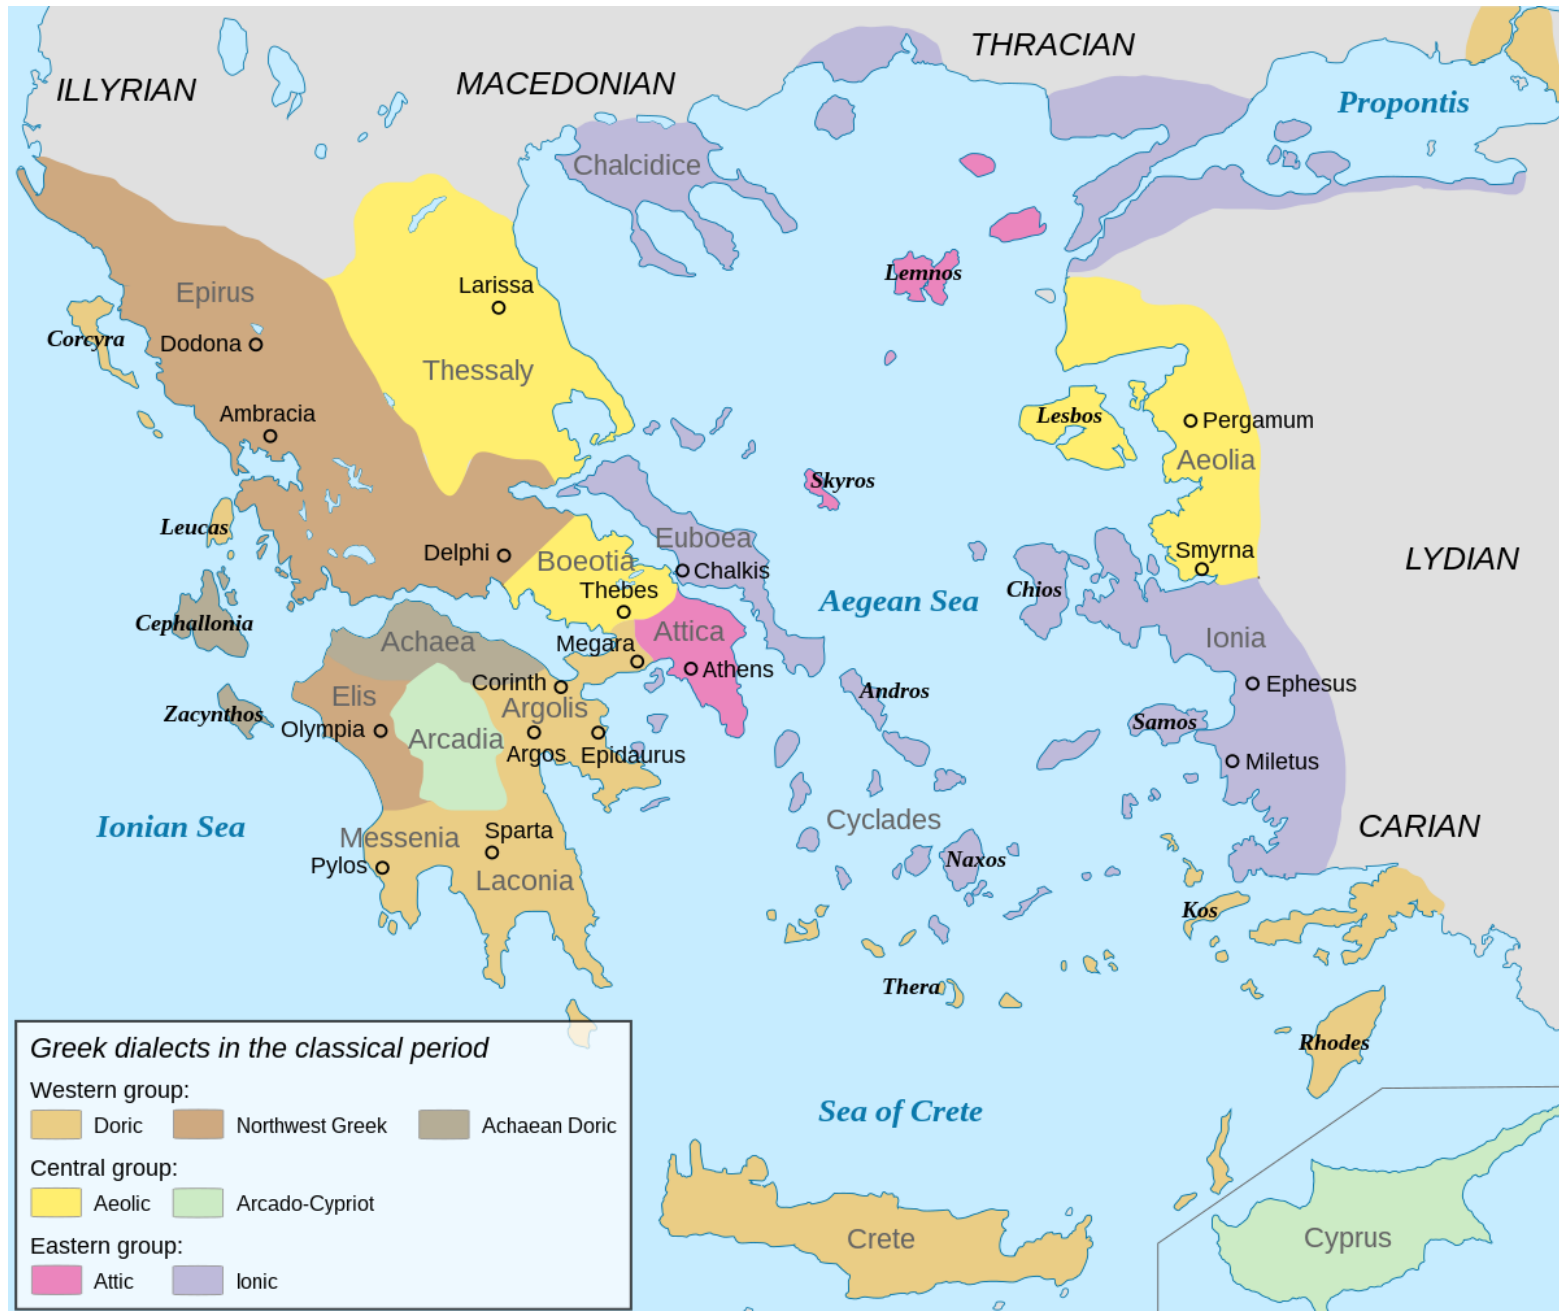 THRACIAN
MACEDONIAN
ILLYRIAN
Propontis
Chalcidice
Lemnos
Larissa
Epirus
Corcyra
Dodona
Thessaly
Ambracia
Lesbos
Pergamum
Aeolia
Skyros
Leucas
Euboea
Delphi
Boeotia
Smyrna
LYDIAN
Chalkis
Thebes
Chios
Aegean Sea
Cephallonia
Achaea
Attica
Megara
Ionia
Athens
Corinth
Ephesus
Andros
Elis
Argolis
Zacynthos
Samos
Olympia
Arcadia
Argos
Epidaurus
Miletus
Ionian Sea
Cyclades
CARIAN
Messenia
Sparta
Pylos
Naxos
Laconia
Kos
Thera
Rhodes
Sea of Crete
Crete
Cyprus
Greek dialects in the classical period
Western group:
Doric Northwest Greek Achaean Doric
Central group:
Aeolic Arcado-Cypriot
Eastern group:
Attic Ionic